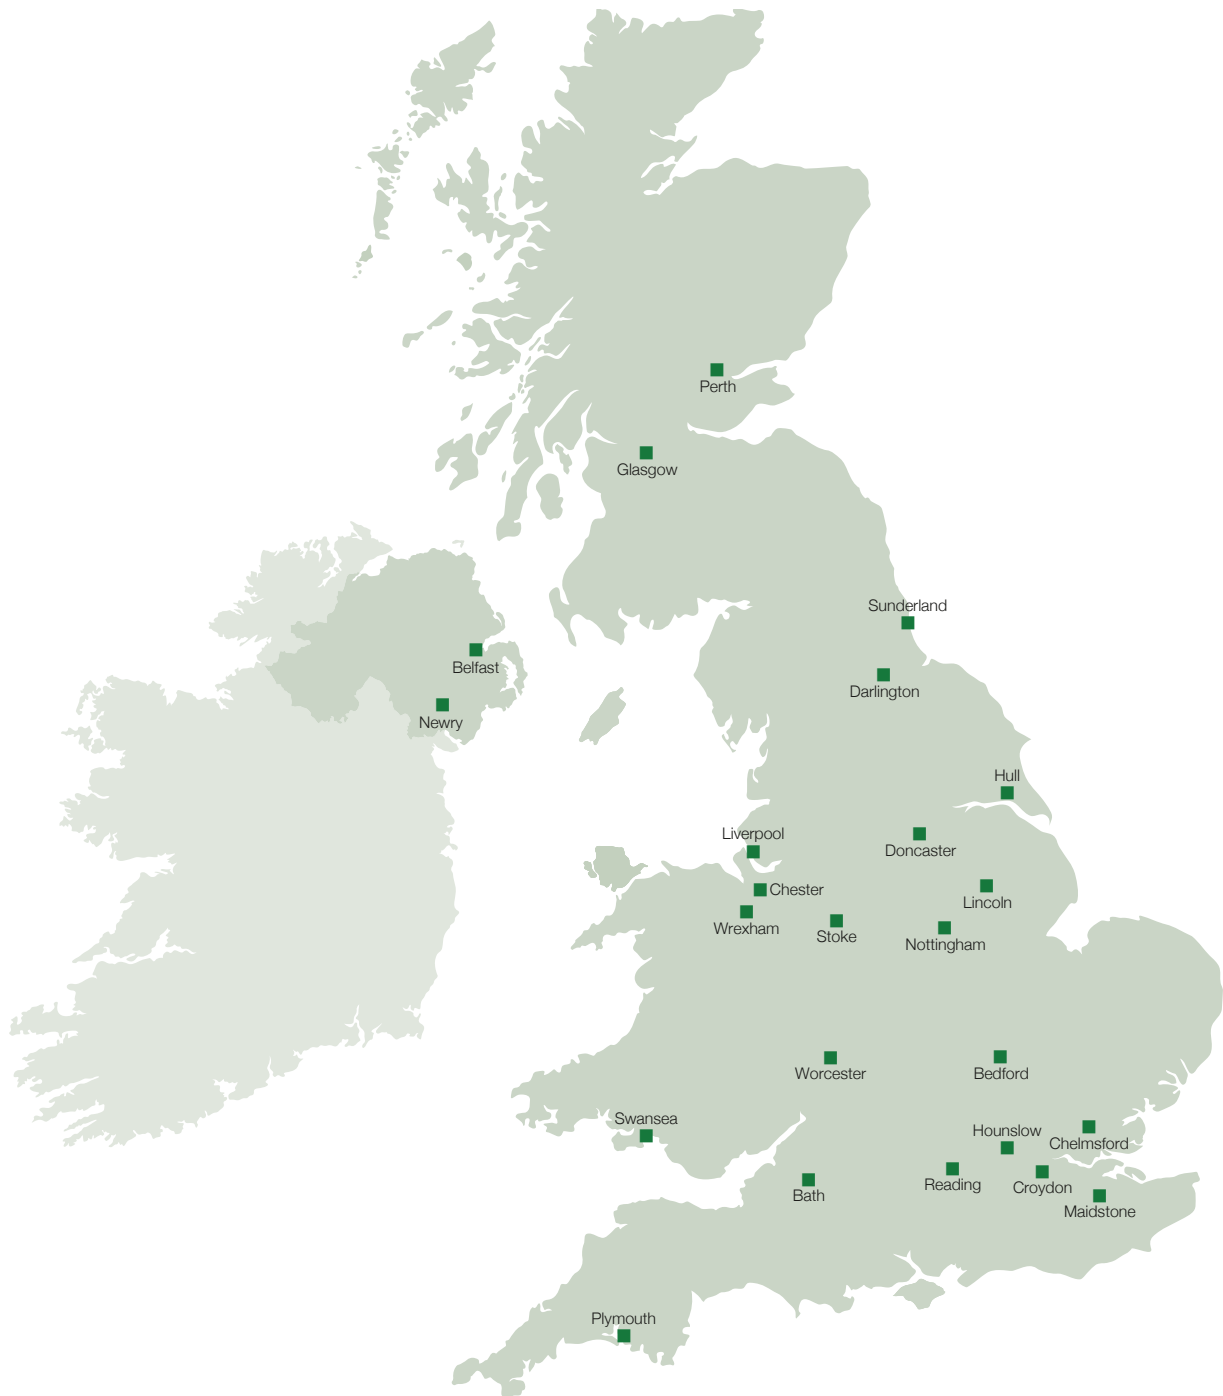 Perth
Glasgow
Sunderland
Belfast
Darlington
Newry
Hull
Liverpool
Doncaster
Chester
Lincoln
Wrexham
Stoke
Nottingham
Worcester
Bedford
Swansea
Hounslow
Chelmsford
Reading
Croydon
Bath
Maidstone
Plymouth